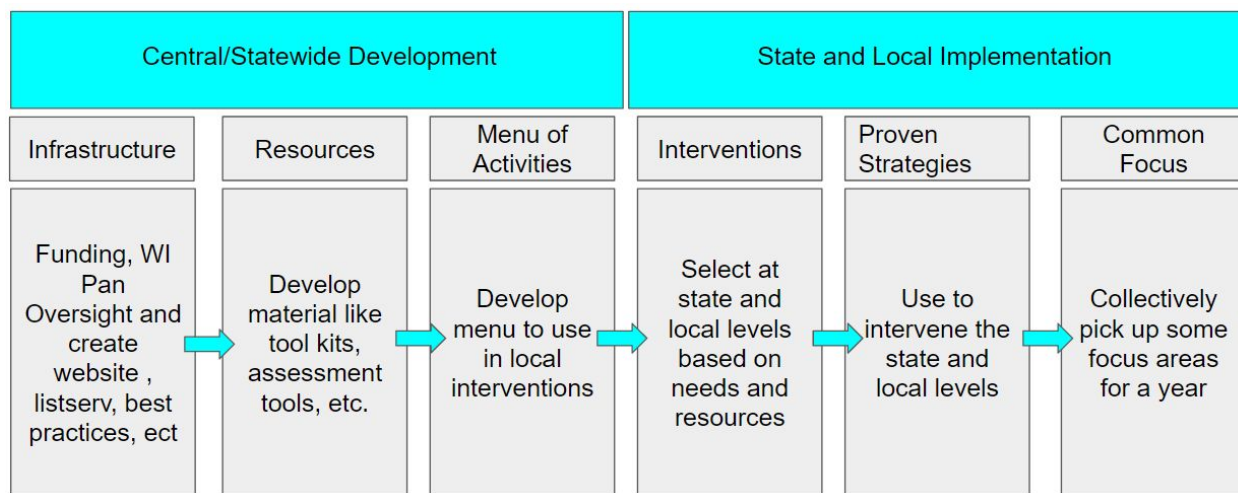 Central/Statewide Development
State and Local Implementation
Infrastructure
Resources
Menu of
Activities
Interventions
Proven
Strategies
Common
Focus
Funding, WI
Pan
Oversight and
create
website ,
listserv, best
practices, ect
Develop
material like
tool kits,
assessment
tools, etc.
Develop
menu to use
in local
interventions
Select at
state and
local levels
based on
needs and
resources
Use to
intervene the
state and
local levels
Collectively
pick up some
focus areas
for a year